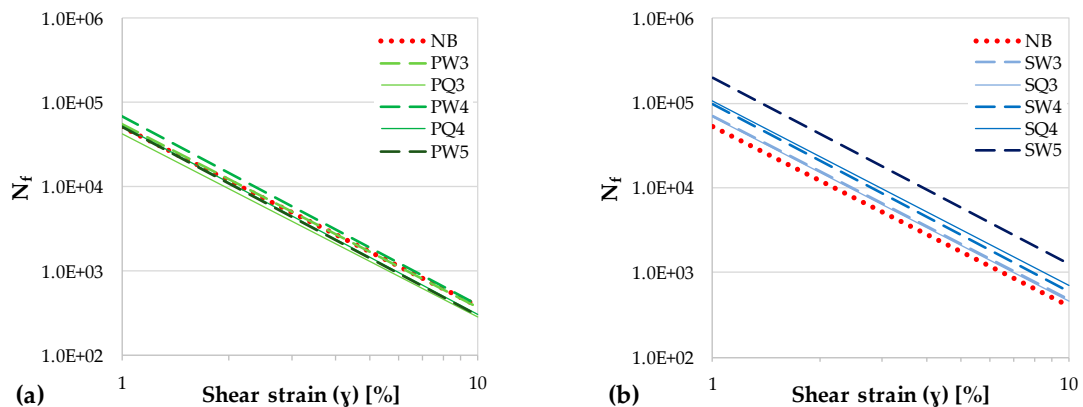 1.0E+06
1.0E+05
1.0E+04
1.0E+03
1.0E+02
N_f
NB
PW3
PQ3
PW4
PQ4
PW5
1
10
(a)
Shear strain (ɣ) [%]
1.0E+06
1.0E+05
1.0E+04
1.0E+03
1.0E+02
N_f
NB
SW3
SQ3
SW4
SQ4
SW5
1
10
(b)
Shear strain (ɣ) [%]